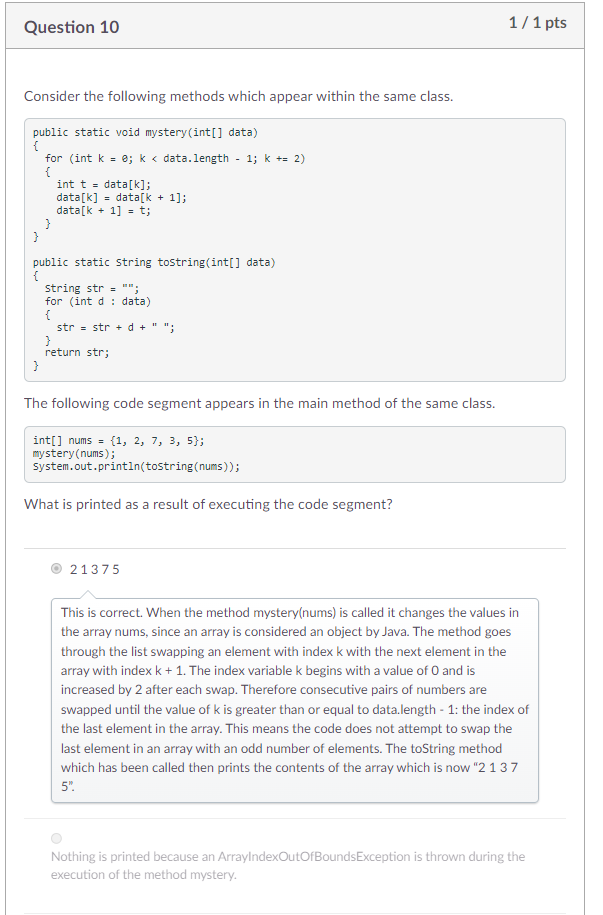 Question 10
1 / 1 pts
Consider the following methods which appear within the same class.
public static void mystery(int[] data)
{
  for (int k = 0; k < data.length - 1; k += 2)
  {
    int t = data[k];
    data[k] = data[k + 1];
    data[k + 1] = t;
  }
}
public static String toString(int[] data)
{
  String str = "";
  for (int d : data)
  {
    str = str + d + " ";
  }
  return str;
}
The following code segment appears in the main method of the same class.
int[] nums = {1, 2, 7, 3, 5};
mystery(nums);
System.out.println(toString(nums));
What is printed as a result of executing the code segment?
2 1 3 7 5
This is correct. When the method mystery(nums) is called it changes the values in
the array nums, since an array is considered an object by Java. The method goes
through the list swapping an element with index k with the next element in the
array with index k + 1. The index variable k begins with a value of 0 and is
increased by 2 after each swap. Therefore consecutive pairs of numbers are
swapped until the value of k is greater than or equal to data.length - 1: the index of
the last element in the array. This means the code does not attempt to swap the
last element in an array with an odd number of elements. The toString method
which has been called then prints the contents of the array which is now “2 1 3 7
5”.
Nothing is printed because an ArrayIndexOutOfBoundsException is thrown during the
execution of the method mystery.